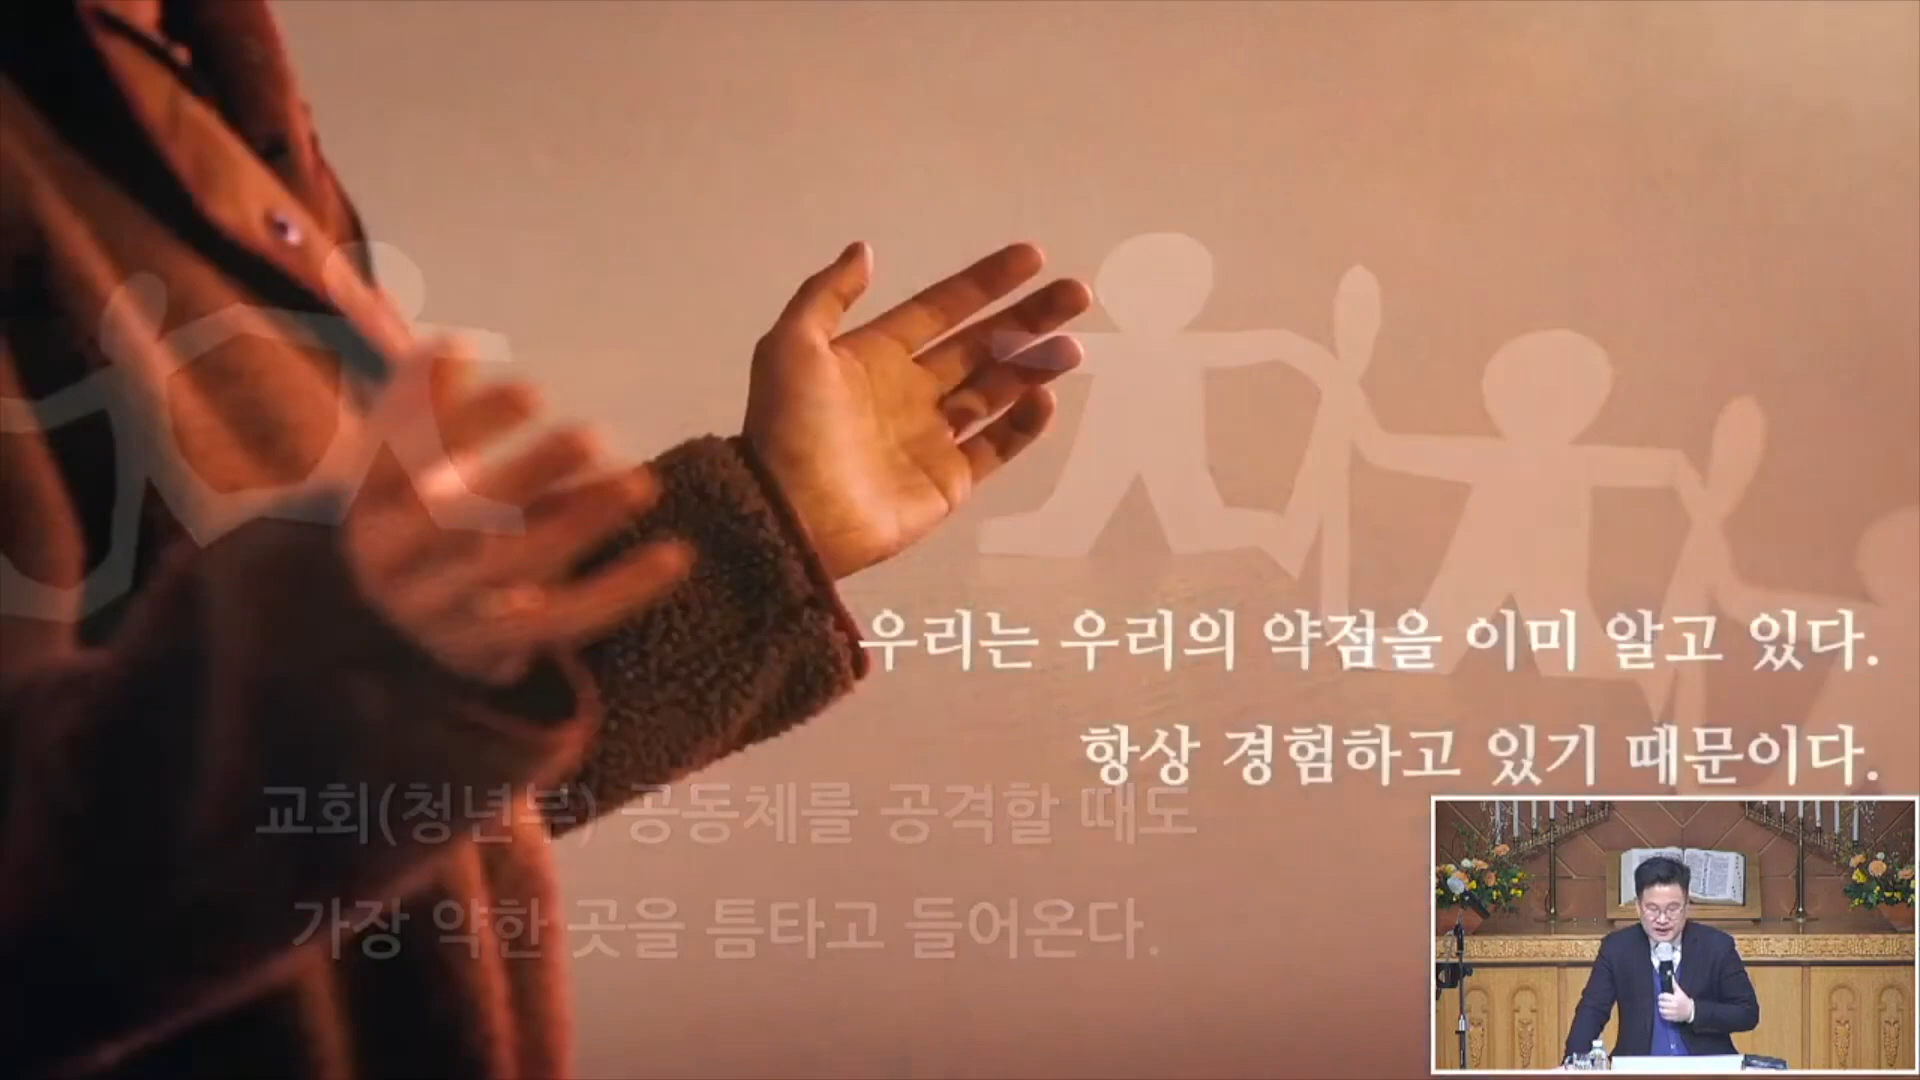 우리는 우리의 약점을 이미 알고 있다.
항상 경험하고 있기 때문이다.
교회(청년부) 공동체를 공격할 때도
가장 약한 곳을 틈타고 들어온다.